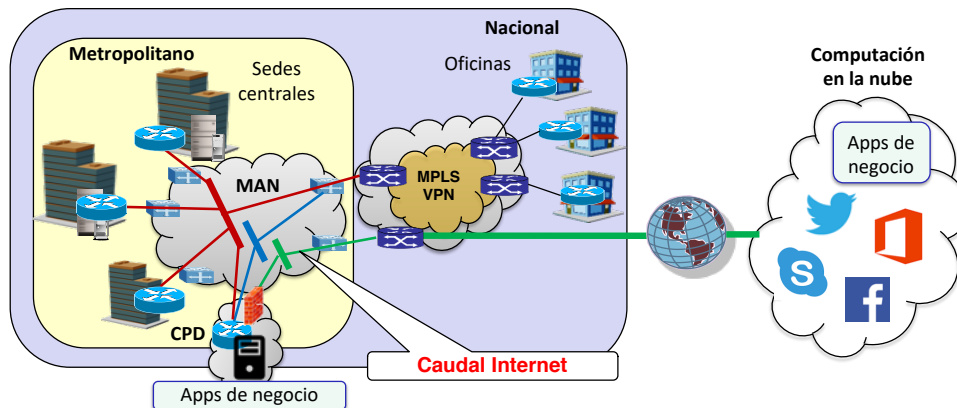 Nacional
Metropolitano
Sedes
centrales
Oficinas
Computación
en la nube
Apps de
negocio
MAN
MPLS
VPN
S
f
CPD
Caudal Internet
Apps de negocio